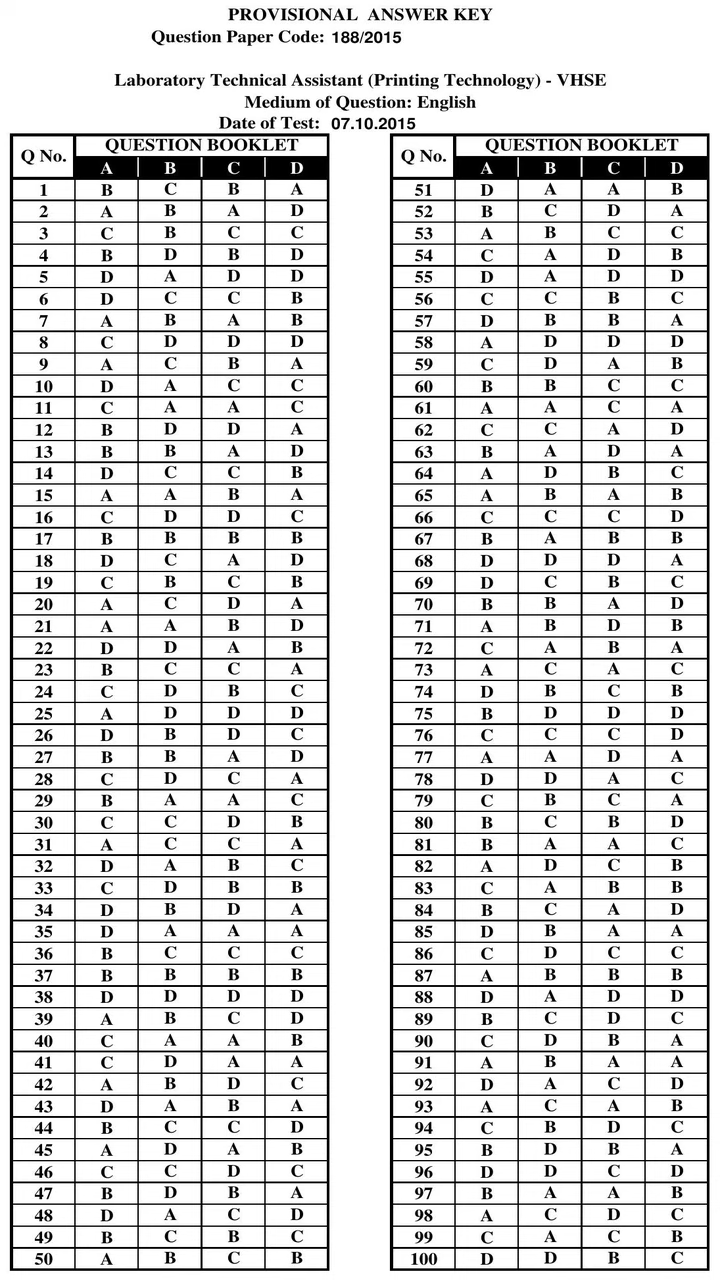 PROVISIONAL ANSWER KEY
Question Paper Code: 188/2015
Laboratory Technical Assistant (Printing Technology) - VHSE
Medium of Question: English
Date of Test: 07.10.2015
Q No. QUESTION BOOKLET
A B C D
1 B C B A
2 A B A D
3 C B C C
4 B D B D
5 D A D D
6 D C C B
7 A B A B
8 C D D D
9 A C B A
10 D A C C
11 C A A C
12 B D D A
13 B B A D
14 D C C B
15 A A B A
16 C D D C
17 B B B B
18 D C A D
19 C B C B
20 A C D A
21 A A B D
22 D D A B
23 B C C A
24 C D B C
25 A D D D
26 D B D C
27 B B A D
28 C D C A
29 B A A C
30 C C D B
31 A C C A
32 D A B C
33 C D B B
34 D B D A
35 D A A A
36 B C C C
37 B B B B
38 D D D D
39 A B C D
40 C A A B
41 C D A A
42 A B D C
43 D A B A
44 B C C D
45 A D A B
46 C C D C
47 B D B A
48 D A C D
49 B C B C
50 A B C B
Q No. QUESTION BOOKLET
A B C D
51 D A A B
52 B C D A
53 A B C C
54 C A D B
55 D A D D
56 C C B C
57 D B B A
58 A D D D
59 C D A B
60 B B C C
61 A A C A
62 C C A D
63 B A D A
64 A D B C
65 A B A B
66 C C C D
67 B A B B
68 D D D A
69 D C B C
70 B B A D
71 A B D B
72 C A B A
73 A C A C
74 D B C B
75 B D D D
76 C C C D
77 A A D A
78 D D A C
79 C B C A
80 B C B D
81 B A A C
82 A D C B
83 C A B B
84 B C A D
85 D B A A
86 C D C C
87 A B B B
88 D A D D
89 B C D C
90 C D B A
91 A B A A
92 D A C D
93 A C A B
94 C B D C
95 B D B A
96 D D C D
97 B A A B
98 A C D C
99 C A C B
100 D D B C